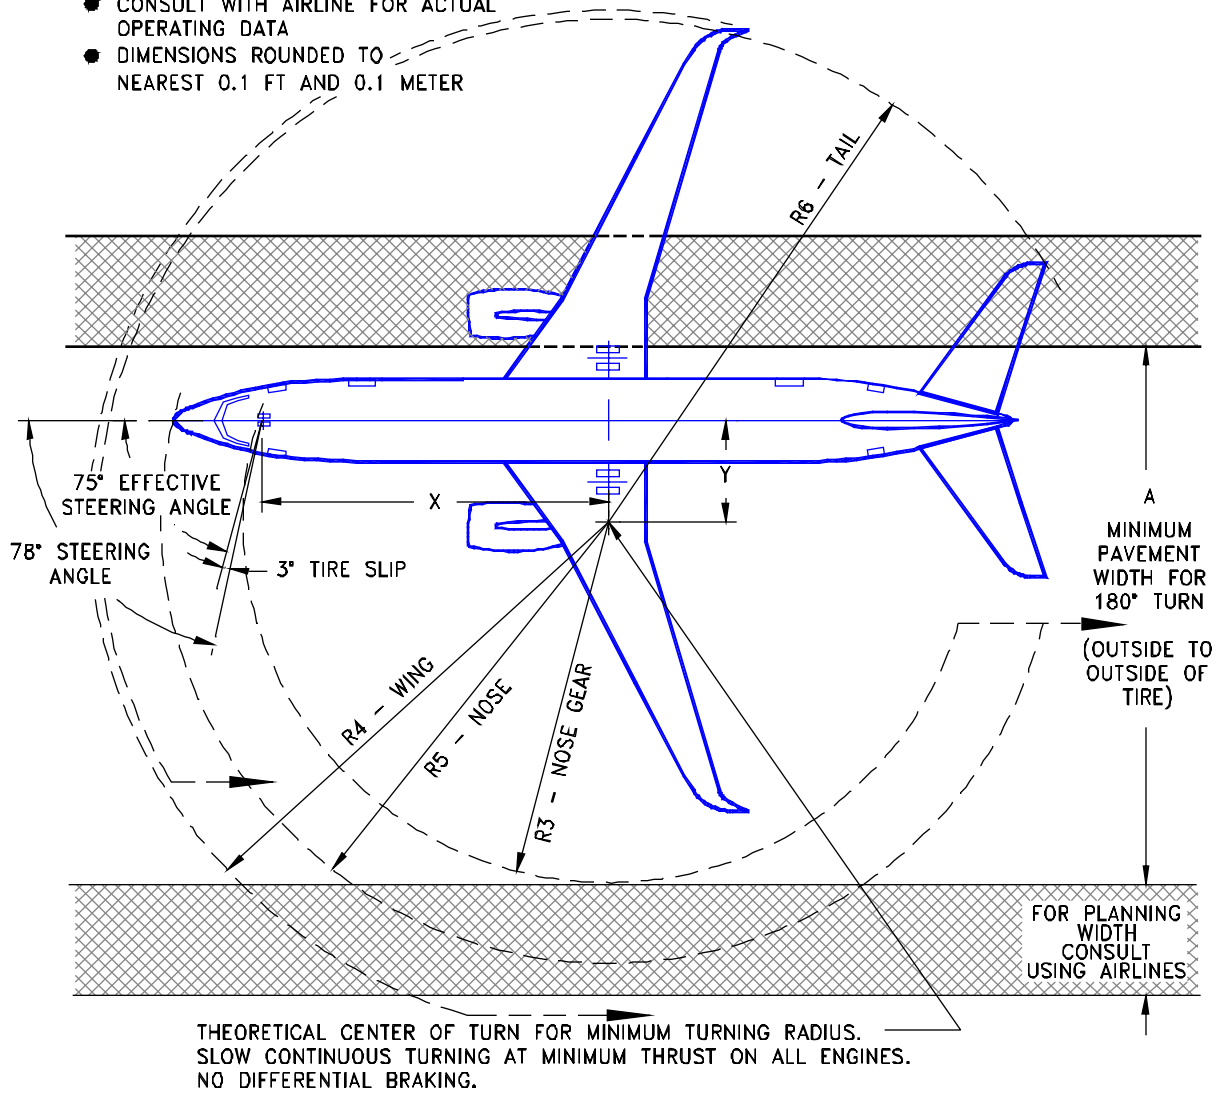 ● CONSULT WITH AIRLINE FOR ACTUAL
OPERATING DATA
● DIMENSIONS ROUNDED TO
NEAREST 0.1 FT AND 0.1 METER
R6 - TAIL
75° EFFECTIVE
STEERING ANGLE
78° STEERING
ANGLE
3° TIRE SLIP
X
Y
A
MINIMUM
PAVEMENT
WIDTH FOR
180° TURN
(OUTSIDE TO
OUTSIDE OF
TIRE)
R4 - WING
R5 - NOSE
R3 - NOSE GEAR
FOR PLANNING
WIDTH
CONSULT
USING AIRLINES
THEORETICAL CENTER OF TURN FOR MINIMUM TURNING RADIUS.
SLOW CONTINUOUS TURNING AT MINIMUM THRUST ON ALL ENGINES.
NO DIFFERENTIAL BRAKING.